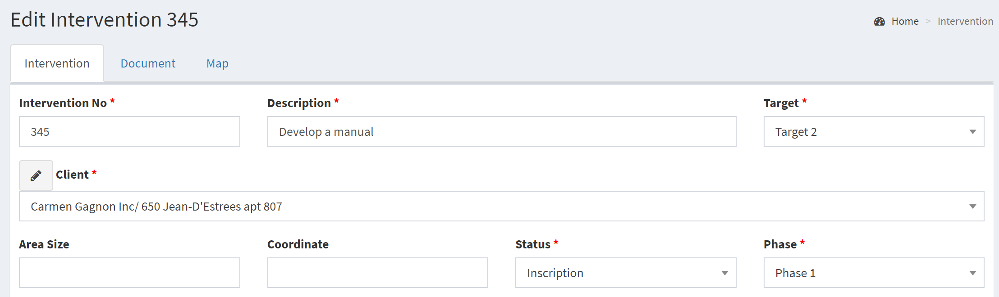 Edit Intervention 345
Home > Intervention
Intervention Document Map
Intervention No * Description * Target *
345 Develop a manual Target 2
Client *
Carmen Gagnon Inc/ 650 Jean-D'Estrees apt 807
Area Size Coordinate Status * Phase *
Inscription Phase 1